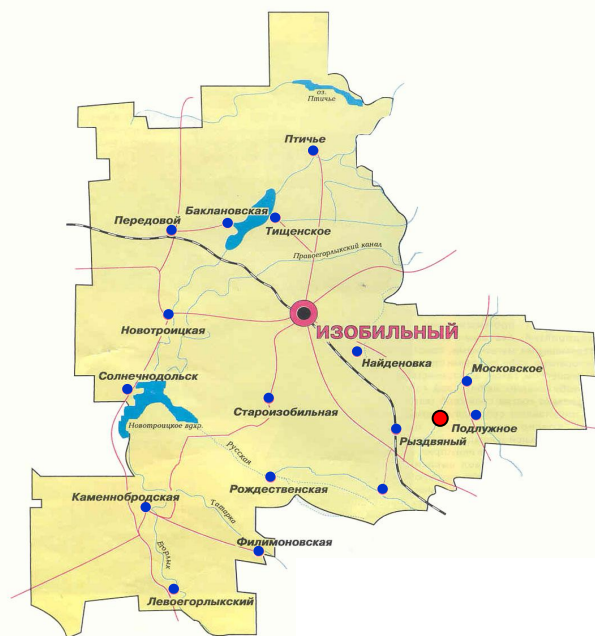 оз.
Птичье
Птичье
Баклановская
Передовой
Тищенское
Правоегорлыкский канал
Новотроицкая
ИЗОБИЛЬНЫЙ
Найденовка
Московское
Солнечнодольск
Староизобильная
Подлужное
Новотроицкое вдхр.
Рыздвяный
Русская
Рождественская
Каменнобродская
Татарка
Егорлык
Филимоновская
Левоегорлыкский